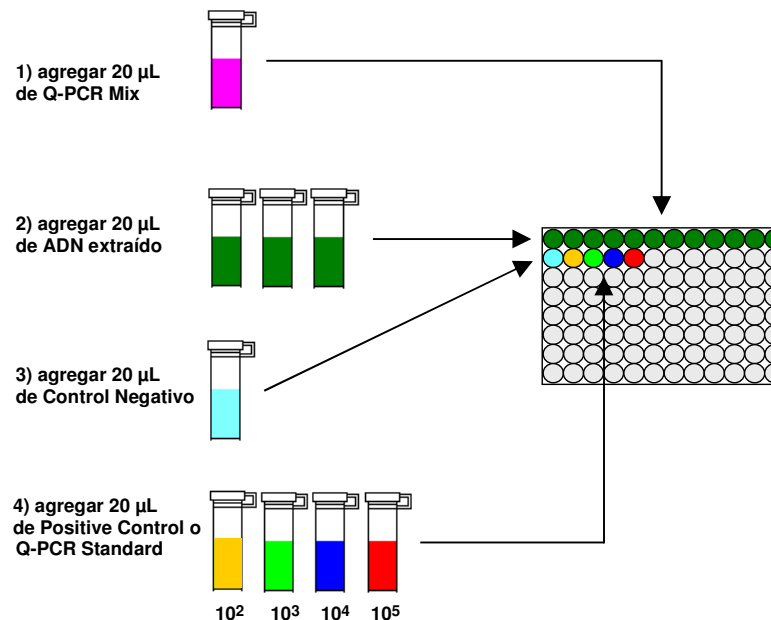 1) agregar 20 µL
de Q-PCR Mix
2) agregar 20 µL
de ADN extraído
3) agregar 20 µL
de Control Negativo
4) agregar 20 µL
de Positive Control o
Q-PCR Standard
10² 10³ 10⁴ 10⁵